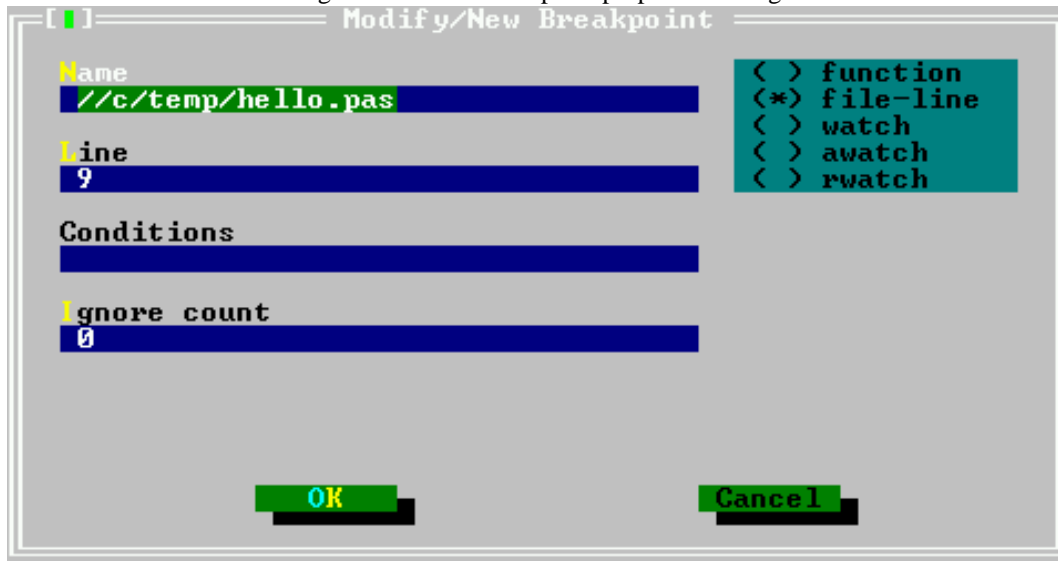 [ ] Modify/New Breakpoint
Name
//c/temp/hello.pas
Line
9
Conditions
Ignore count
0
( ) function
(*) file-line
( ) watch
( ) awatch
( ) rwatch
OK
Cancel